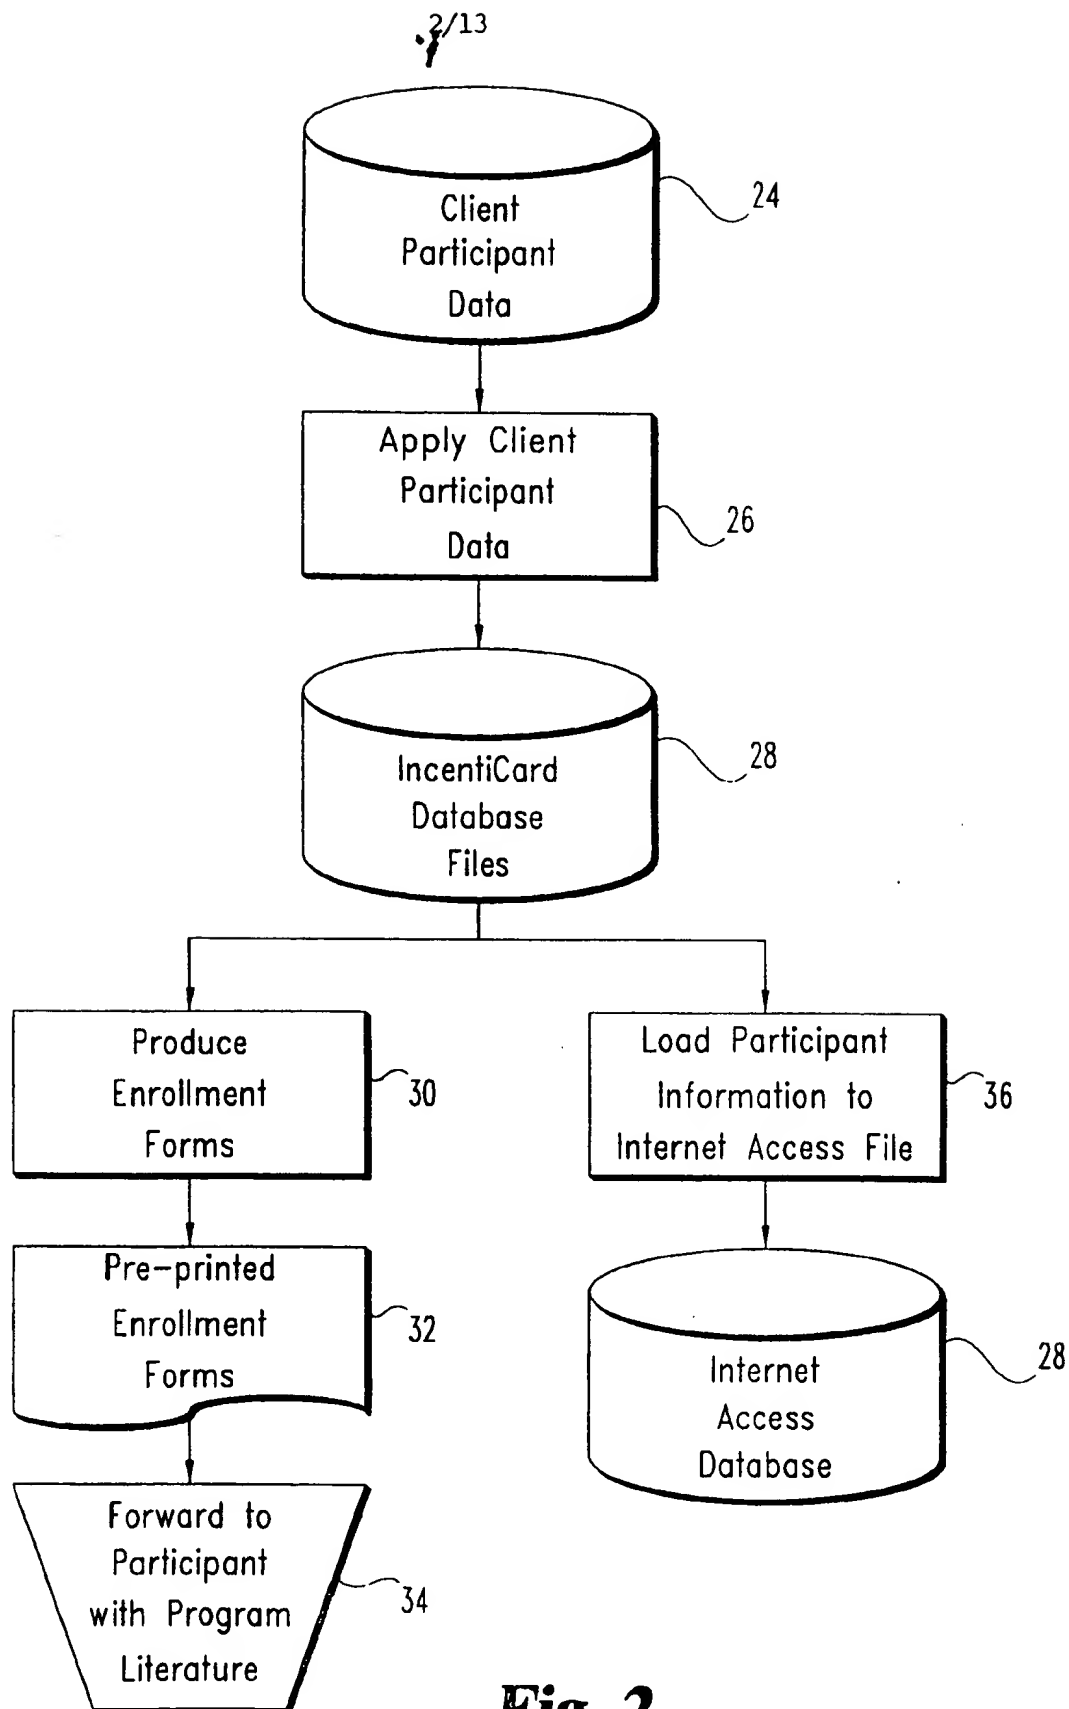 2/13
Client
Participant
Data
24
Apply Client
Participant
Data
26
IncentiCard
Database
Files
28
Produce
Enrollment
Forms
30
Load Participant
Information to
Internet Access File
36
Pre-printed
Enrollment
Forms
32
Internet
Access
Database
28
Forward to
Participant
with Program
Literature
34
Fig. 2